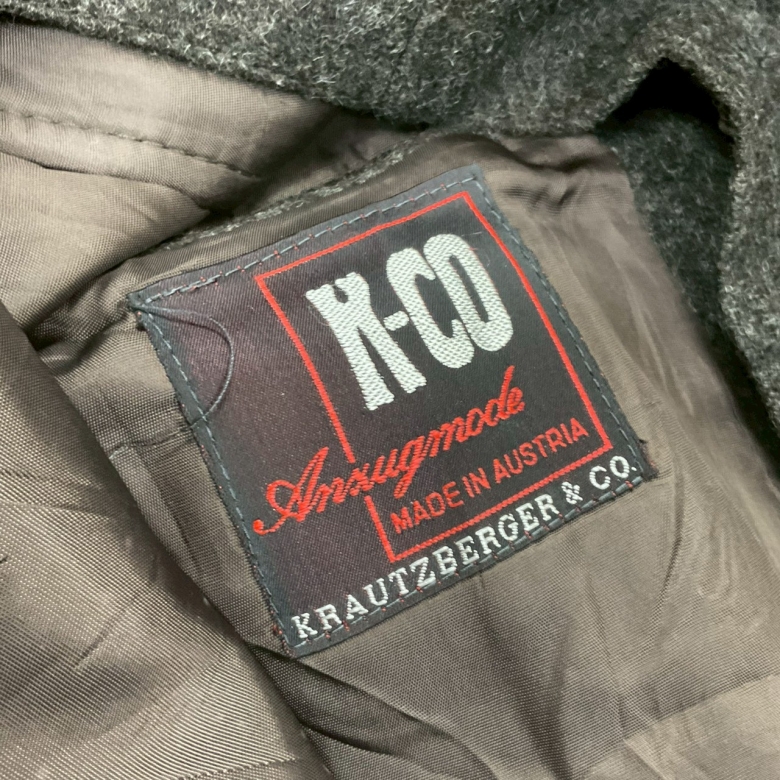 K-CO
Anzugmode
MADE IN AUSTRIA
KRAUTZBERGER & CO.